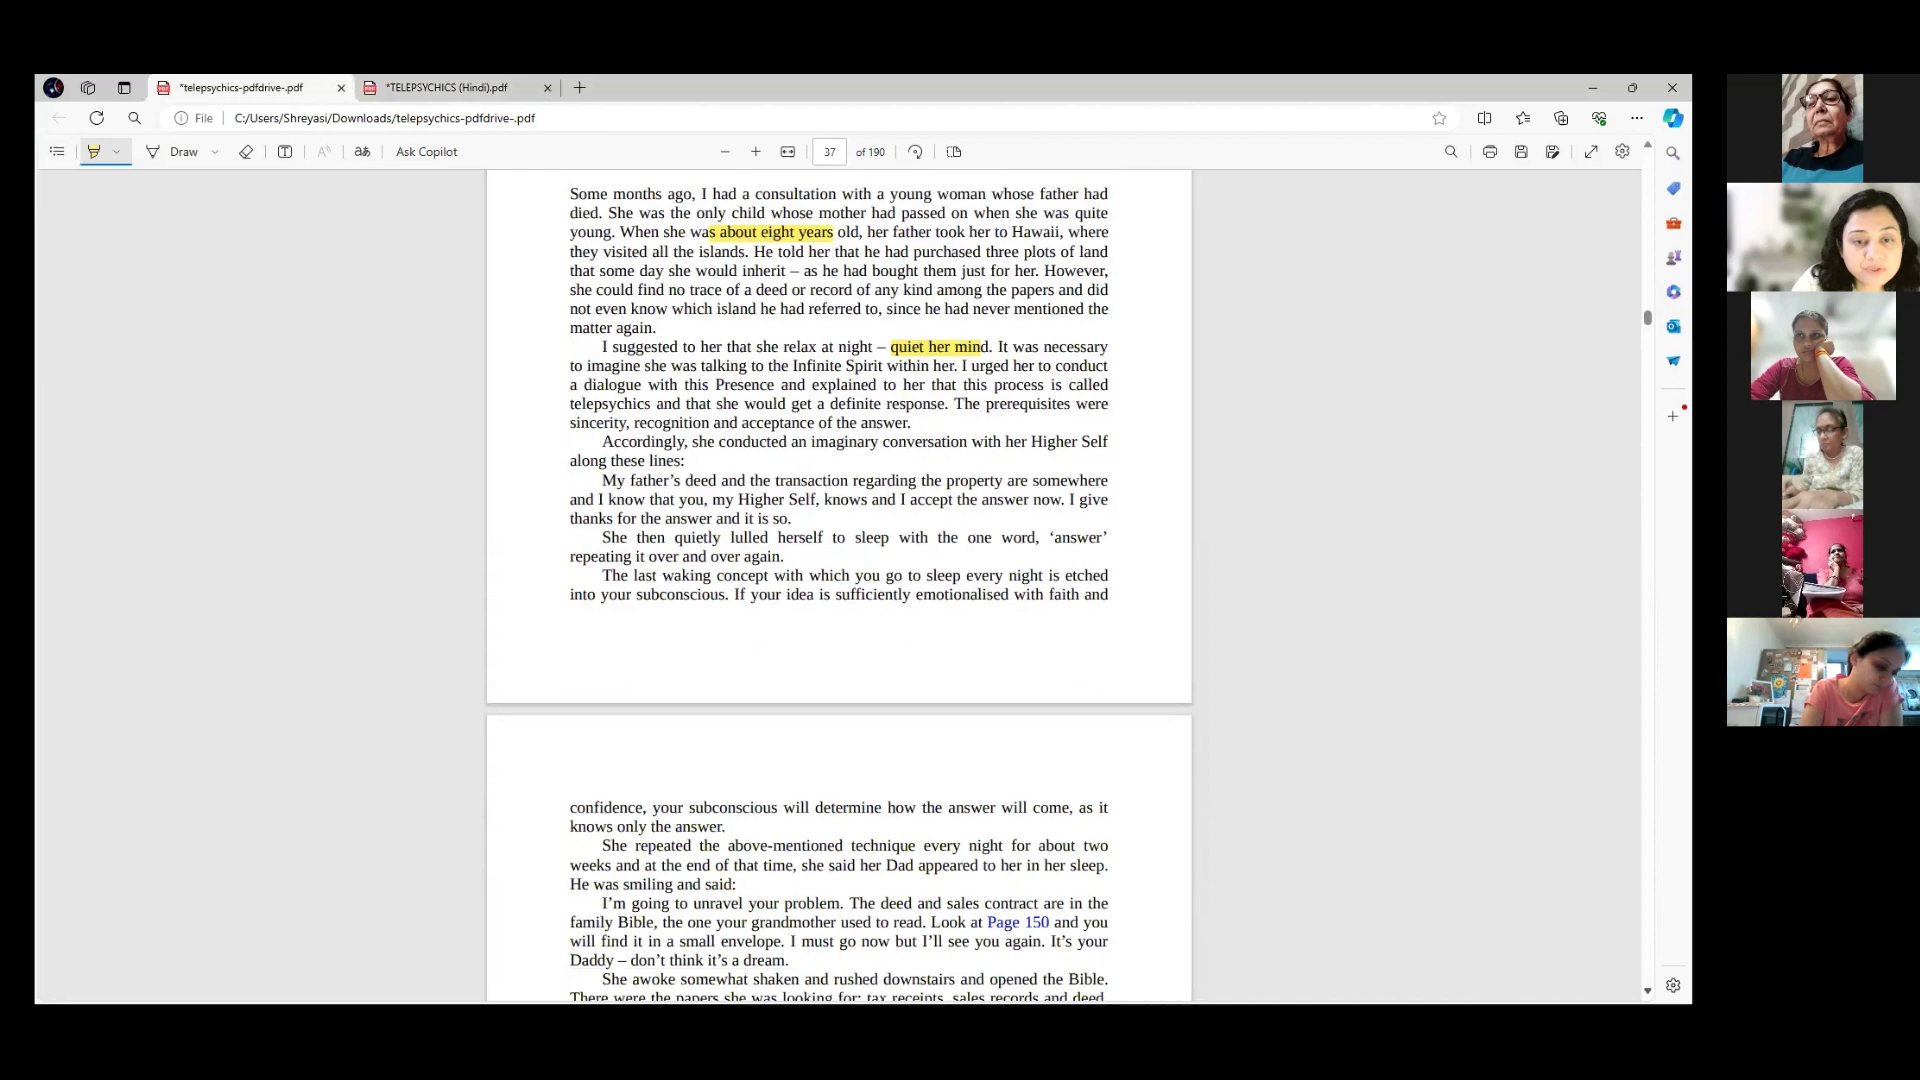 *telepsychics-pdfdrive-.pdf
*TELEPSYCHICS (Hindi).pdf
File
C:/Users/Shreyasi/Downloads/telepsychics-pdfdrive-.pdf
Draw
Ask Copilot
37
of 190
Some months ago, I had a consultation with a young woman whose father had
died. She was the only child whose mother had passed on when she was quite
young. When she was about eight years old, her father took her to Hawaii, where
they visited all the islands. He told her that he had purchased three plots of land
that some day she would inherit – as he had bought them just for her. However,
she could find no trace of a deed or record of any kind among the papers and did
not even know which island he had referred to, since he had never mentioned the
matter again.
I suggested to her that she relax at night – quiet her mind. It was necessary
to imagine she was talking to the Infinite Spirit within her. I urged her to conduct
a dialogue with this Presence and explained to her that this process is called
telepsychics and that she would get a definite response. The prerequisites were
sincerity, recognition and acceptance of the answer.
Accordingly, she conducted an imaginary conversation with her Higher Self
along these lines:
My father’s deed and the transaction regarding the property are somewhere
and I know that you, my Higher Self, knows and I accept the answer now. I give
thanks for the answer and it is so.
She then quietly lulled herself to sleep with the one word, ‘answer’
repeating it over and over again.
The last waking concept with which you go to sleep every night is etched
into your subconscious. If your idea is sufficiently emotionalised with faith and
confidence, your subconscious will determine how the answer will come, as it
knows only the answer.
She repeated the above-mentioned technique every night for about two
weeks and at the end of that time, she said her Dad appeared to her in her sleep.
He was smiling and said:
I’m going to unravel your problem. The deed and sales contract are in the
family Bible, the one your grandmother used to read. Look at Page 150 and you
will find it in a small envelope. I must go now but I’ll see you again. It’s your
Daddy – don’t think it’s a dream.
She awoke somewhat shaken and rushed downstairs and opened the Bible.
There were the papers she was looking for: tax receipts, sales records and deed.